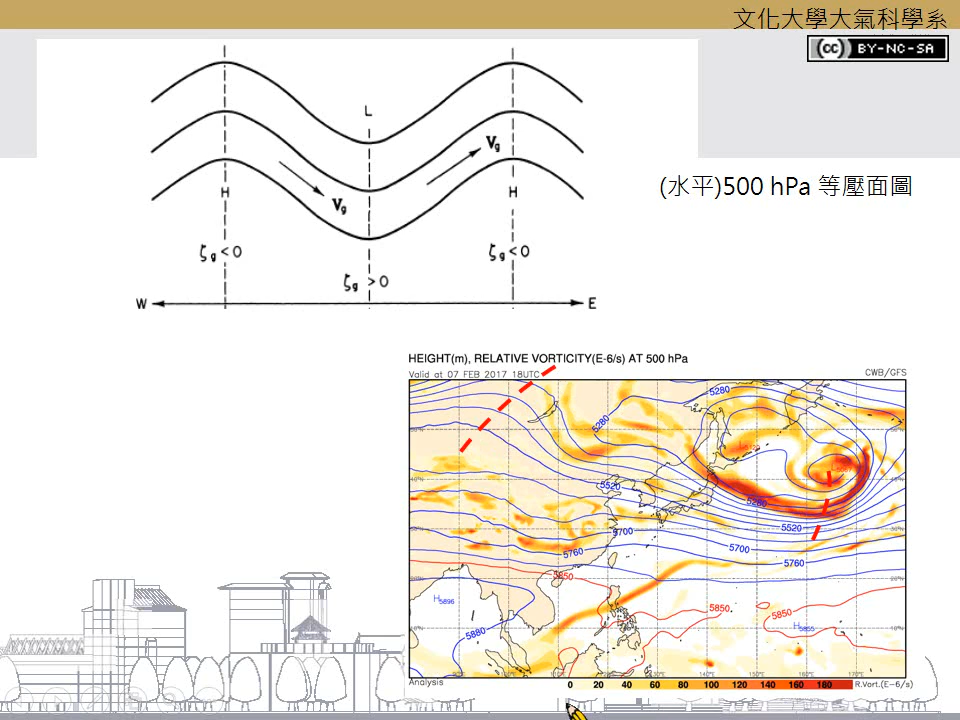 文化大學大氣科學系
(cc) BY-NC-SA
L
Vg
H
H
Vg
(水平)500 hPa 等壓面圖
ζg < 0
ζg < 0
ζg > 0
W
E
HEIGHT(m), RELATIVE VORTICITY(E-6/s) AT 500 hPa
Valid at 07 FEB 2017 18UTC
CWB/GFS
5280
5280
5520
5280
5520
5700
5700
5760
5760
5850
H5896
5850
5850
H5855
5880
Analysis
0 20 40 60 80 100 120 140 160 180 R.Vort.(E-6/s)